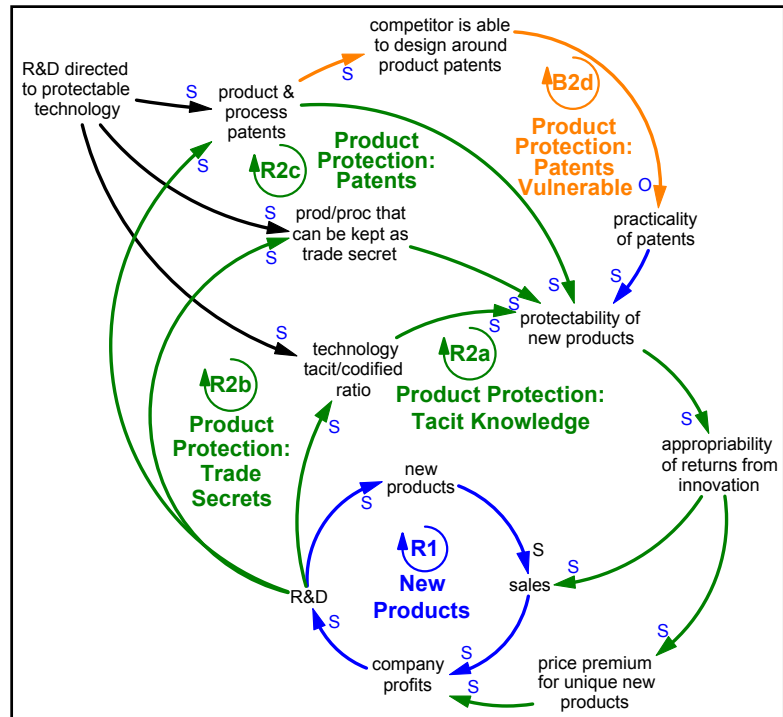 competitor is able
to design around
product patents
R&D directed
to protectable
technology
S
S
product &
process
patents
B2d
Product
Protection:
Patents
Vulnerable
O
Product
Protection:
Patents
R2c
S
practicality
of patents
S
prod/proc that
can be kept as
trade secret
S
S
S
S
S
S
protectability of
new products
S
technology
tacit/codified
ratio
R2a
Product Protection:
Tacit Knowledge
R2b
Product
Protection:
Trade
Secrets
S
S
appropriability
of returns from
innovation
new
products
S
S
R1
New
Products
S
sales
R&D
S
S
S
S
company
profits
price premium
for unique new
products